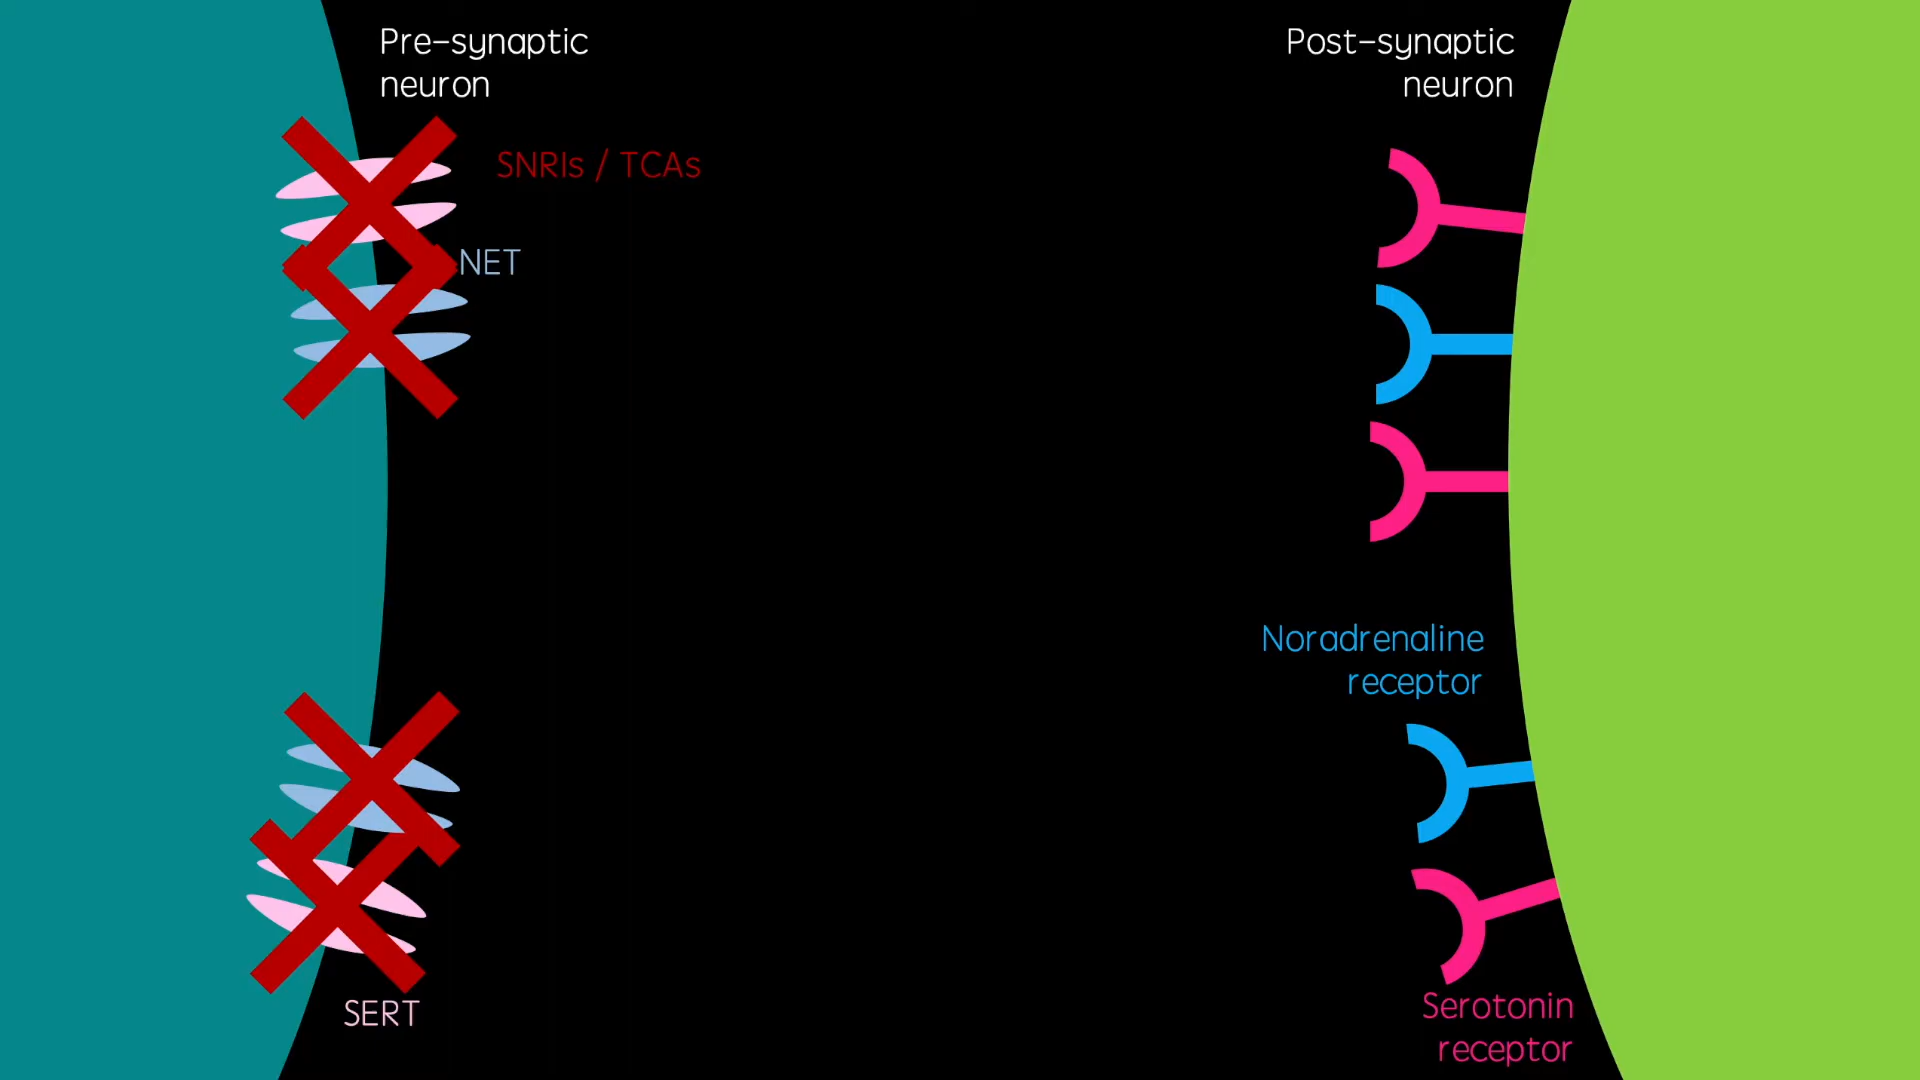 Pre-synaptic
neuron
Post-synaptic
neuron
SNRIs / TCAs
NET
Noradrenaline
receptor
SERT
Serotonin
receptor